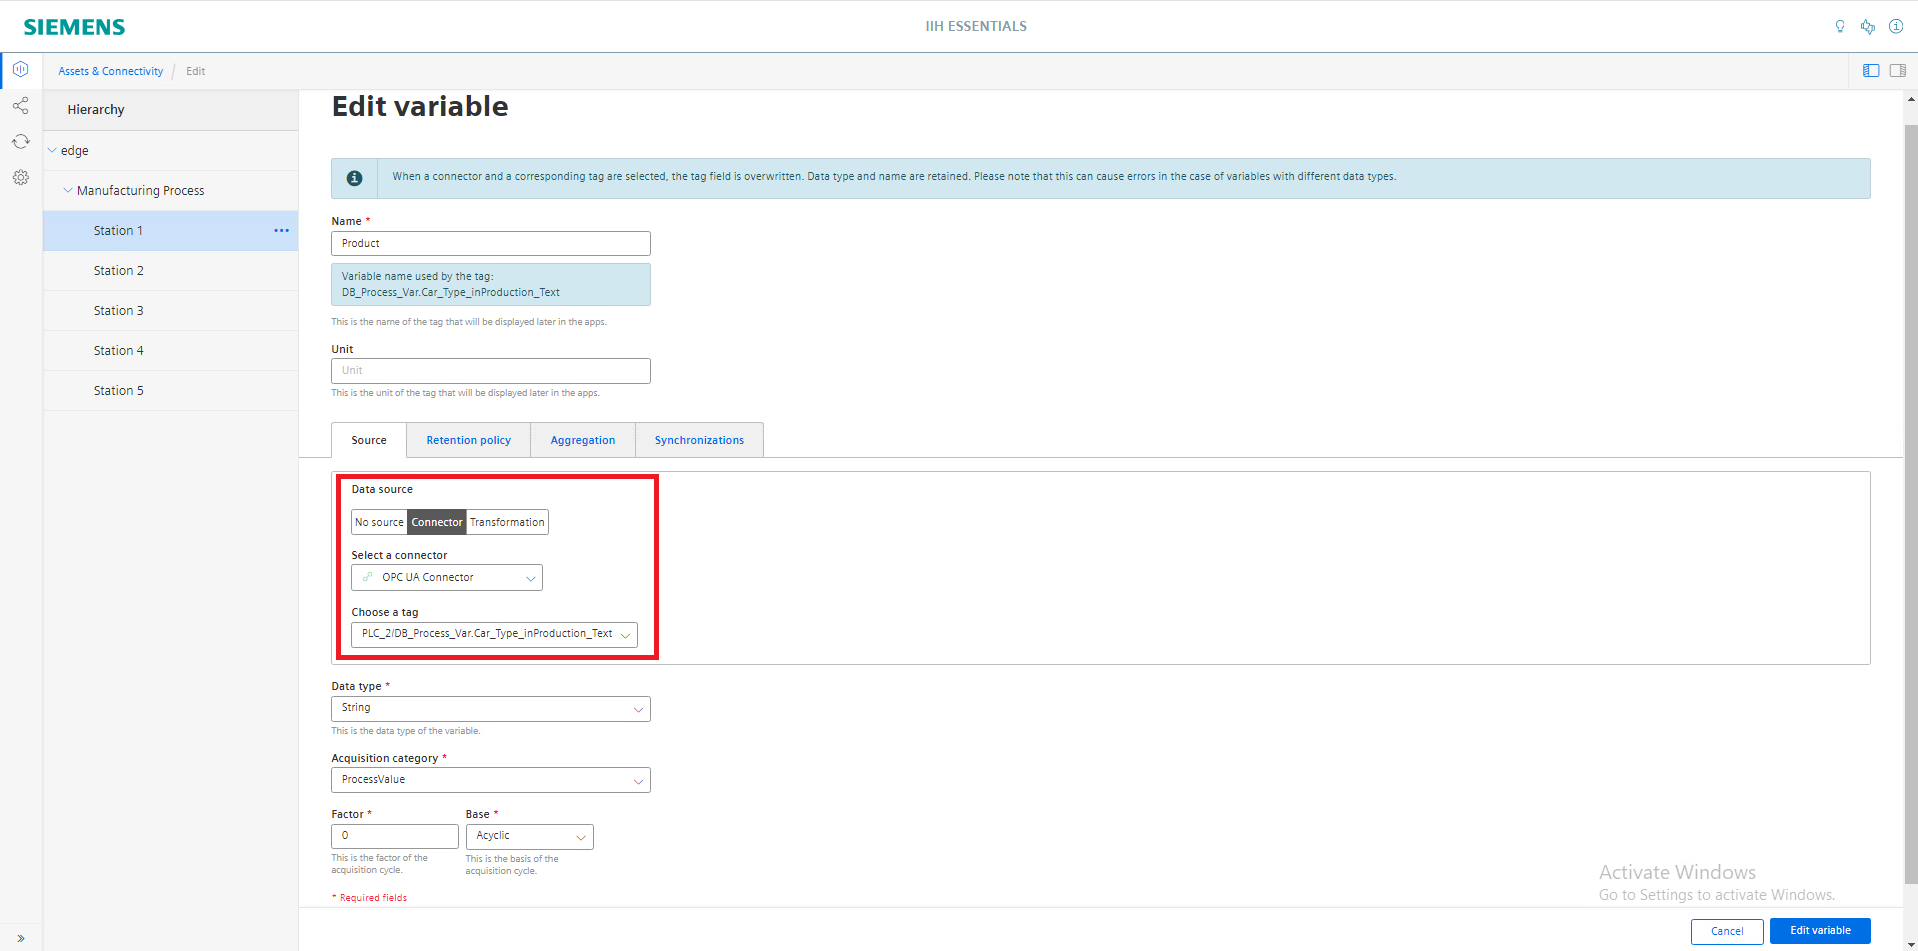 SIEMENS
IIH ESSENTIALS
Assets & Connectivity / Edit
Hierarchy
edge
Manufacturing Process
Station 1
Station 2
Station 3
Station 4
Station 5
Edit variable
When a connector and a corresponding tag are selected, the tag field is overwritten. Data type and name are retained. Please note that this can cause errors in the case of variables with different data types.
Name *
Product
Variable name used by the tag:
DB_Process_Var.Car_Type_inProduction_Text
This is the name of the tag that will be displayed later in the apps.
Unit
Unit
This is the unit of the tag that will be displayed later in the apps.
Source Retention policy Aggregation Synchronizations
Data source
No source Connector Transformation
Select a connector
OPC UA Connector
Choose a tag
PLC_2/DB_Process_Var.Car_Type_inProduction_Text
Data type *
String
This is the data type of the variable.
Acquisition category *
ProcessValue
Factor * Base *
0 Acyclic
This is the factor of the acquisition cycle.
This is the basis of the acquisition cycle.
* Required fields
Activate Windows
Go to Settings to activate Windows.
Cancel Edit variable